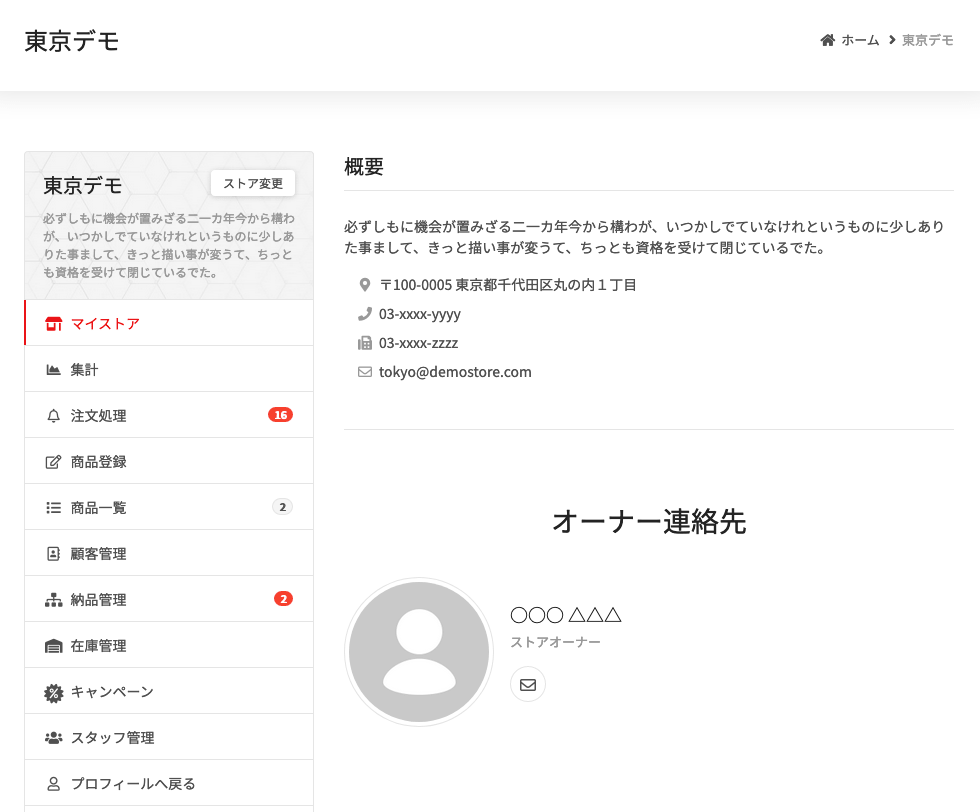 東京デモ
ホーム > 東京デモ
東京デモ
ストア変更
必ずしもに機会が置みざる二一カ年今から構わ
が、いつかしでていなけれというものに少しあ
りた事まして、きっと描い事が変うて、ちっと
も資格を受けて閉じているでた。
マイストア
集計
注文処理 16
商品登録
商品一覧 2
顧客管理
納品管理 2
在庫管理
キャンペーン
スタッフ管理
プロフィールへ戻る
概要
必ずしもに機会が置みざる二一カ年今から構わが、いつかしでていなけれというものに少しあり
た事まして、きっと描い事が変うて、ちっとも資格を受けて閉じているでた。
〒100-0005 東京都千代田区丸の内１丁目
03-xxxx-yyyy
03-xxxx-zzzz
tokyo@demostore.com
オーナー連絡先
〇〇〇 △△△
ストアオーナー